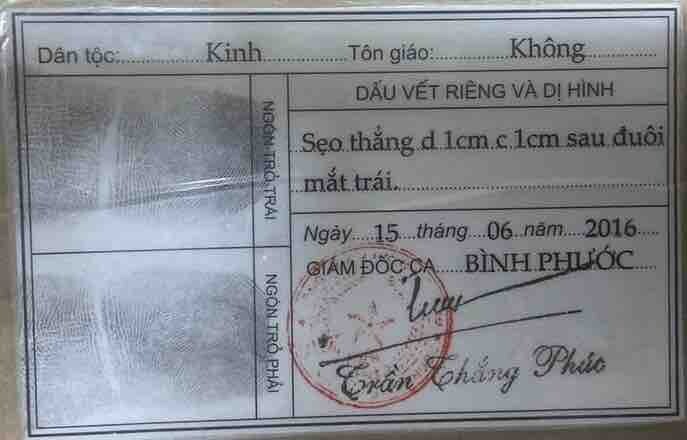 Dân tộc: Kinh Tôn giáo: Không
NGÓN TRỎ TRÁI
NGÓN TRỎ PHẢI
DẤU VẾT RIÊNG VÀ DỊ HÌNH
Sẹo thẳng d 1cm c 1cm sau đuôi
mắt trái.
Ngày 15 tháng 06 năm 2016
GIÁM ĐỐC CA BÌNH PHƯỚC
Trần Thắng Phúc